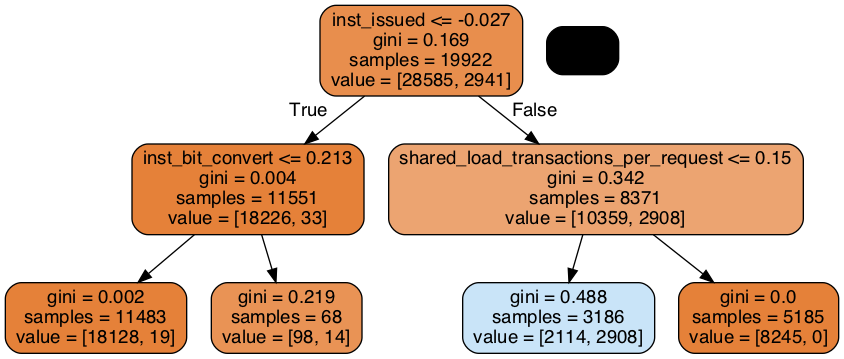 inst_issued <= -0.027
gini = 0.169
samples = 19922
value = [28585, 2941]
True
False
inst_bit_convert <= 0.213
gini = 0.004
samples = 11551
value = [18226, 33]
shared_load_transactions_per_request <= 0.15
gini = 0.342
samples = 8371
value = [10359, 2908]
gini = 0.002
samples = 11483
value = [18128, 19]
gini = 0.219
samples = 68
value = [98, 14]
gini = 0.488
samples = 3186
value = [2114, 2908]
gini = 0.0
samples = 5185
value = [8245, 0]